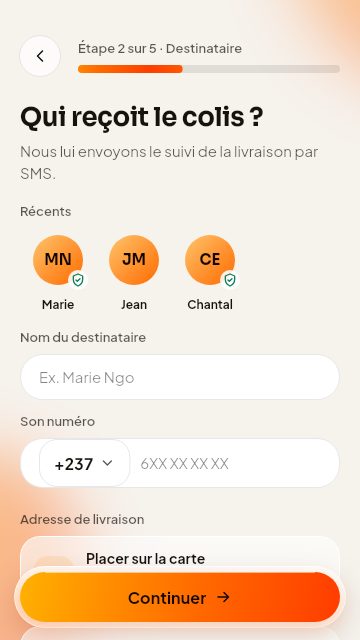 Étape 2 sur 5 · Destinataire
Qui reçoit le colis ?
Nous lui envoyons le suivi de la livraison par
SMS.
Récents
MN JM CE
Marie Jean Chantal
Nom du destinataire
Ex. Marie Ngo
Son numéro
+237 6XX XX XX XX
Adresse de livraison
Placer sur la carte
Continuer